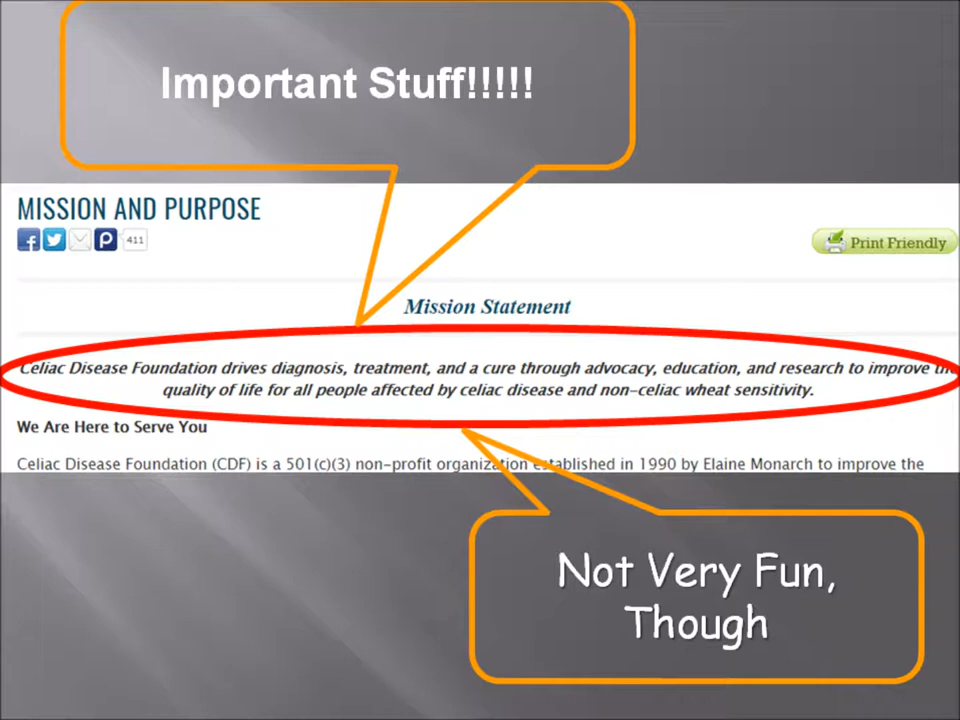 Important Stuff!!!!!
MISSION AND PURPOSE
f P 411
Print Friendly
Mission Statement
Celiac Disease Foundation drives diagnosis, treatment, and a cure through advocacy, education, and research to improve
quality of life for all people affected by celiac disease and non-celiac wheat sensitivity.
We Are Here to Serve You
Celiac Disease Foundation (CDF) is a 501(c)(3) non-profit organization established in 1990 by Elaine Monarch to improve the
Not Very Fun,
Though